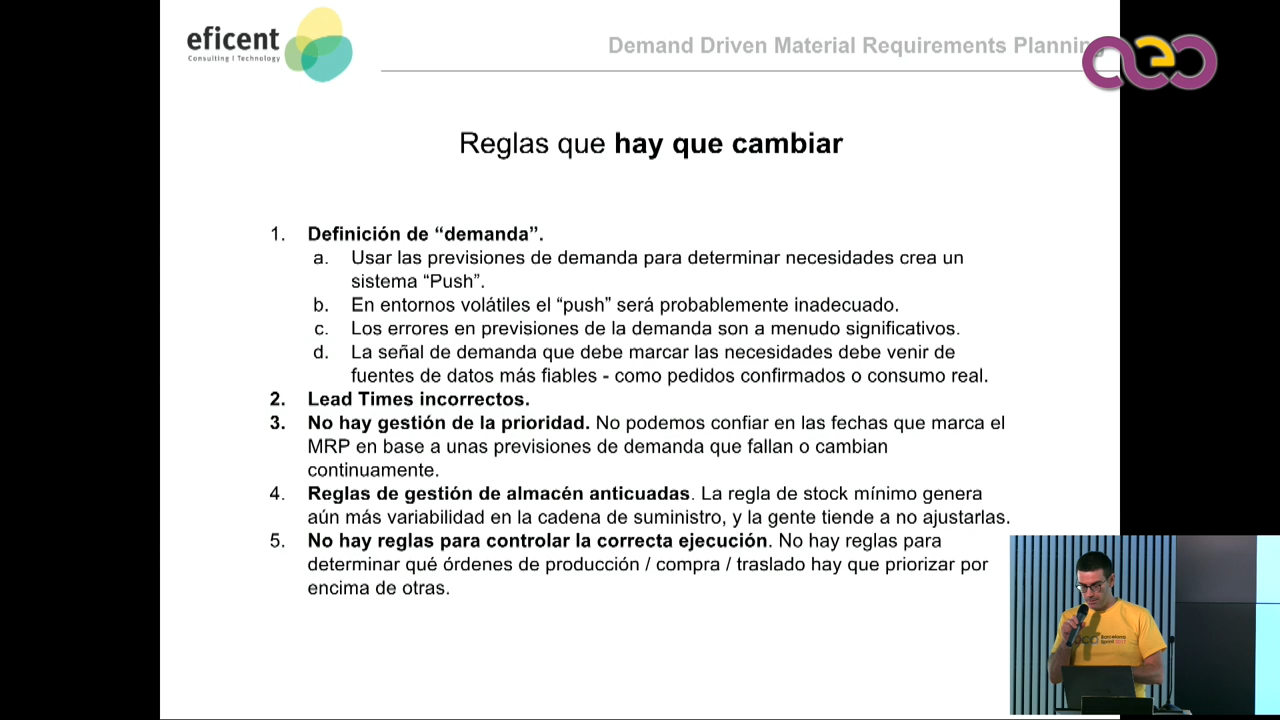 eficent
Consulting | Technology
Demand Driven Material Requirements Planning
aeo
Reglas que hay que cambiar
1. Definición de “demanda”.
a. Usar las previsiones de demanda para determinar necesidades crea un
sistema “Push”.
b. En entornos volátiles el “push” será probablemente inadecuado.
c. Los errores en previsiones de la demanda son a menudo significativos.
d. La señal de demanda que debe marcar las necesidades debe venir de
fuentes de datos más fiables - como pedidos confirmados o consumo real.
2. Lead Times incorrectos.
3. No hay gestión de la prioridad. No podemos confiar en las fechas que marca el
MRP en base a unas previsiones de demanda que fallan o cambian
continuamente.
4. Reglas de gestión de almacén anticuadas. La regla de stock mínimo genera
aún más variabilidad en la cadena de suministro, y la gente tiende a no ajustarlas.
5. No hay reglas para controlar la correcta ejecución. No hay reglas para
determinar qué órdenes de producción / compra / traslado hay que priorizar por
encima de otras.
Barcelona